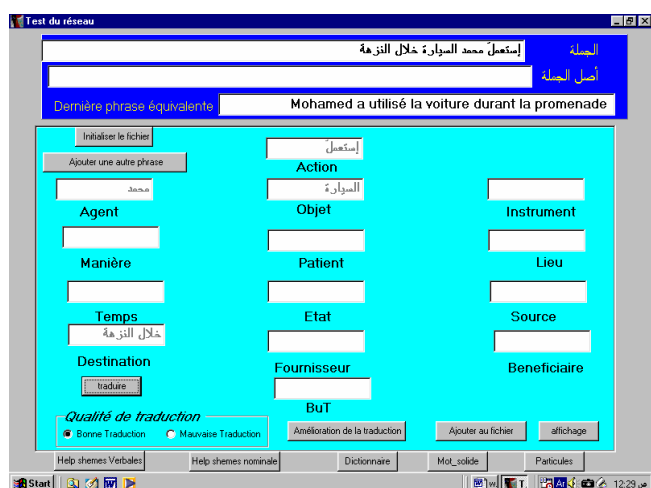 Test du réseau
إستعملَ محمد السيارة خلال النزهة
الجملة
أصل الجملة
Dernière phrase équivalente
Mohamed a utilisé la voiture durant la promenade
Initialiser le fichier
Ajouter une autre phrase
إستعملَ
Action
محمد
السيارة
Agent
Objet
Instrument
Manière
Patient
Lieu
Temps
Etat
Source
خلال النزهة
Destination
Fournisseur
Beneficiaire
traduire
BuT
Qualité de traduction
Bonne Traduction
Mauvaise Traduction
Amélioration de la traduction
Ajouter au fichier
affichage
Help shemes Verbales
Help shemes nominale
Dictionnaire
Mot_solide
Particules
Start
w
T.
Ar
12:29 م